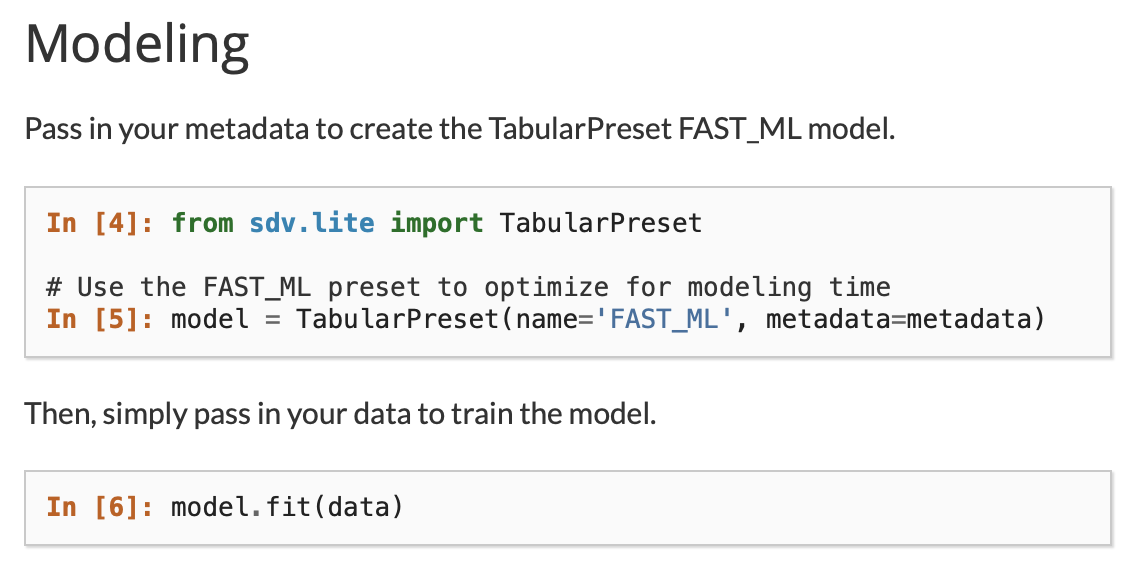 Modeling
Pass in your metadata to create the TabularPreset FAST_ML model.
In [4]: from sdv.lite import TabularPreset
# Use the FAST_ML preset to optimize for modeling time
In [5]: model = TabularPreset(name='FAST_ML', metadata=metadata)
Then, simply pass in your data to train the model.
In [6]: model.fit(data)